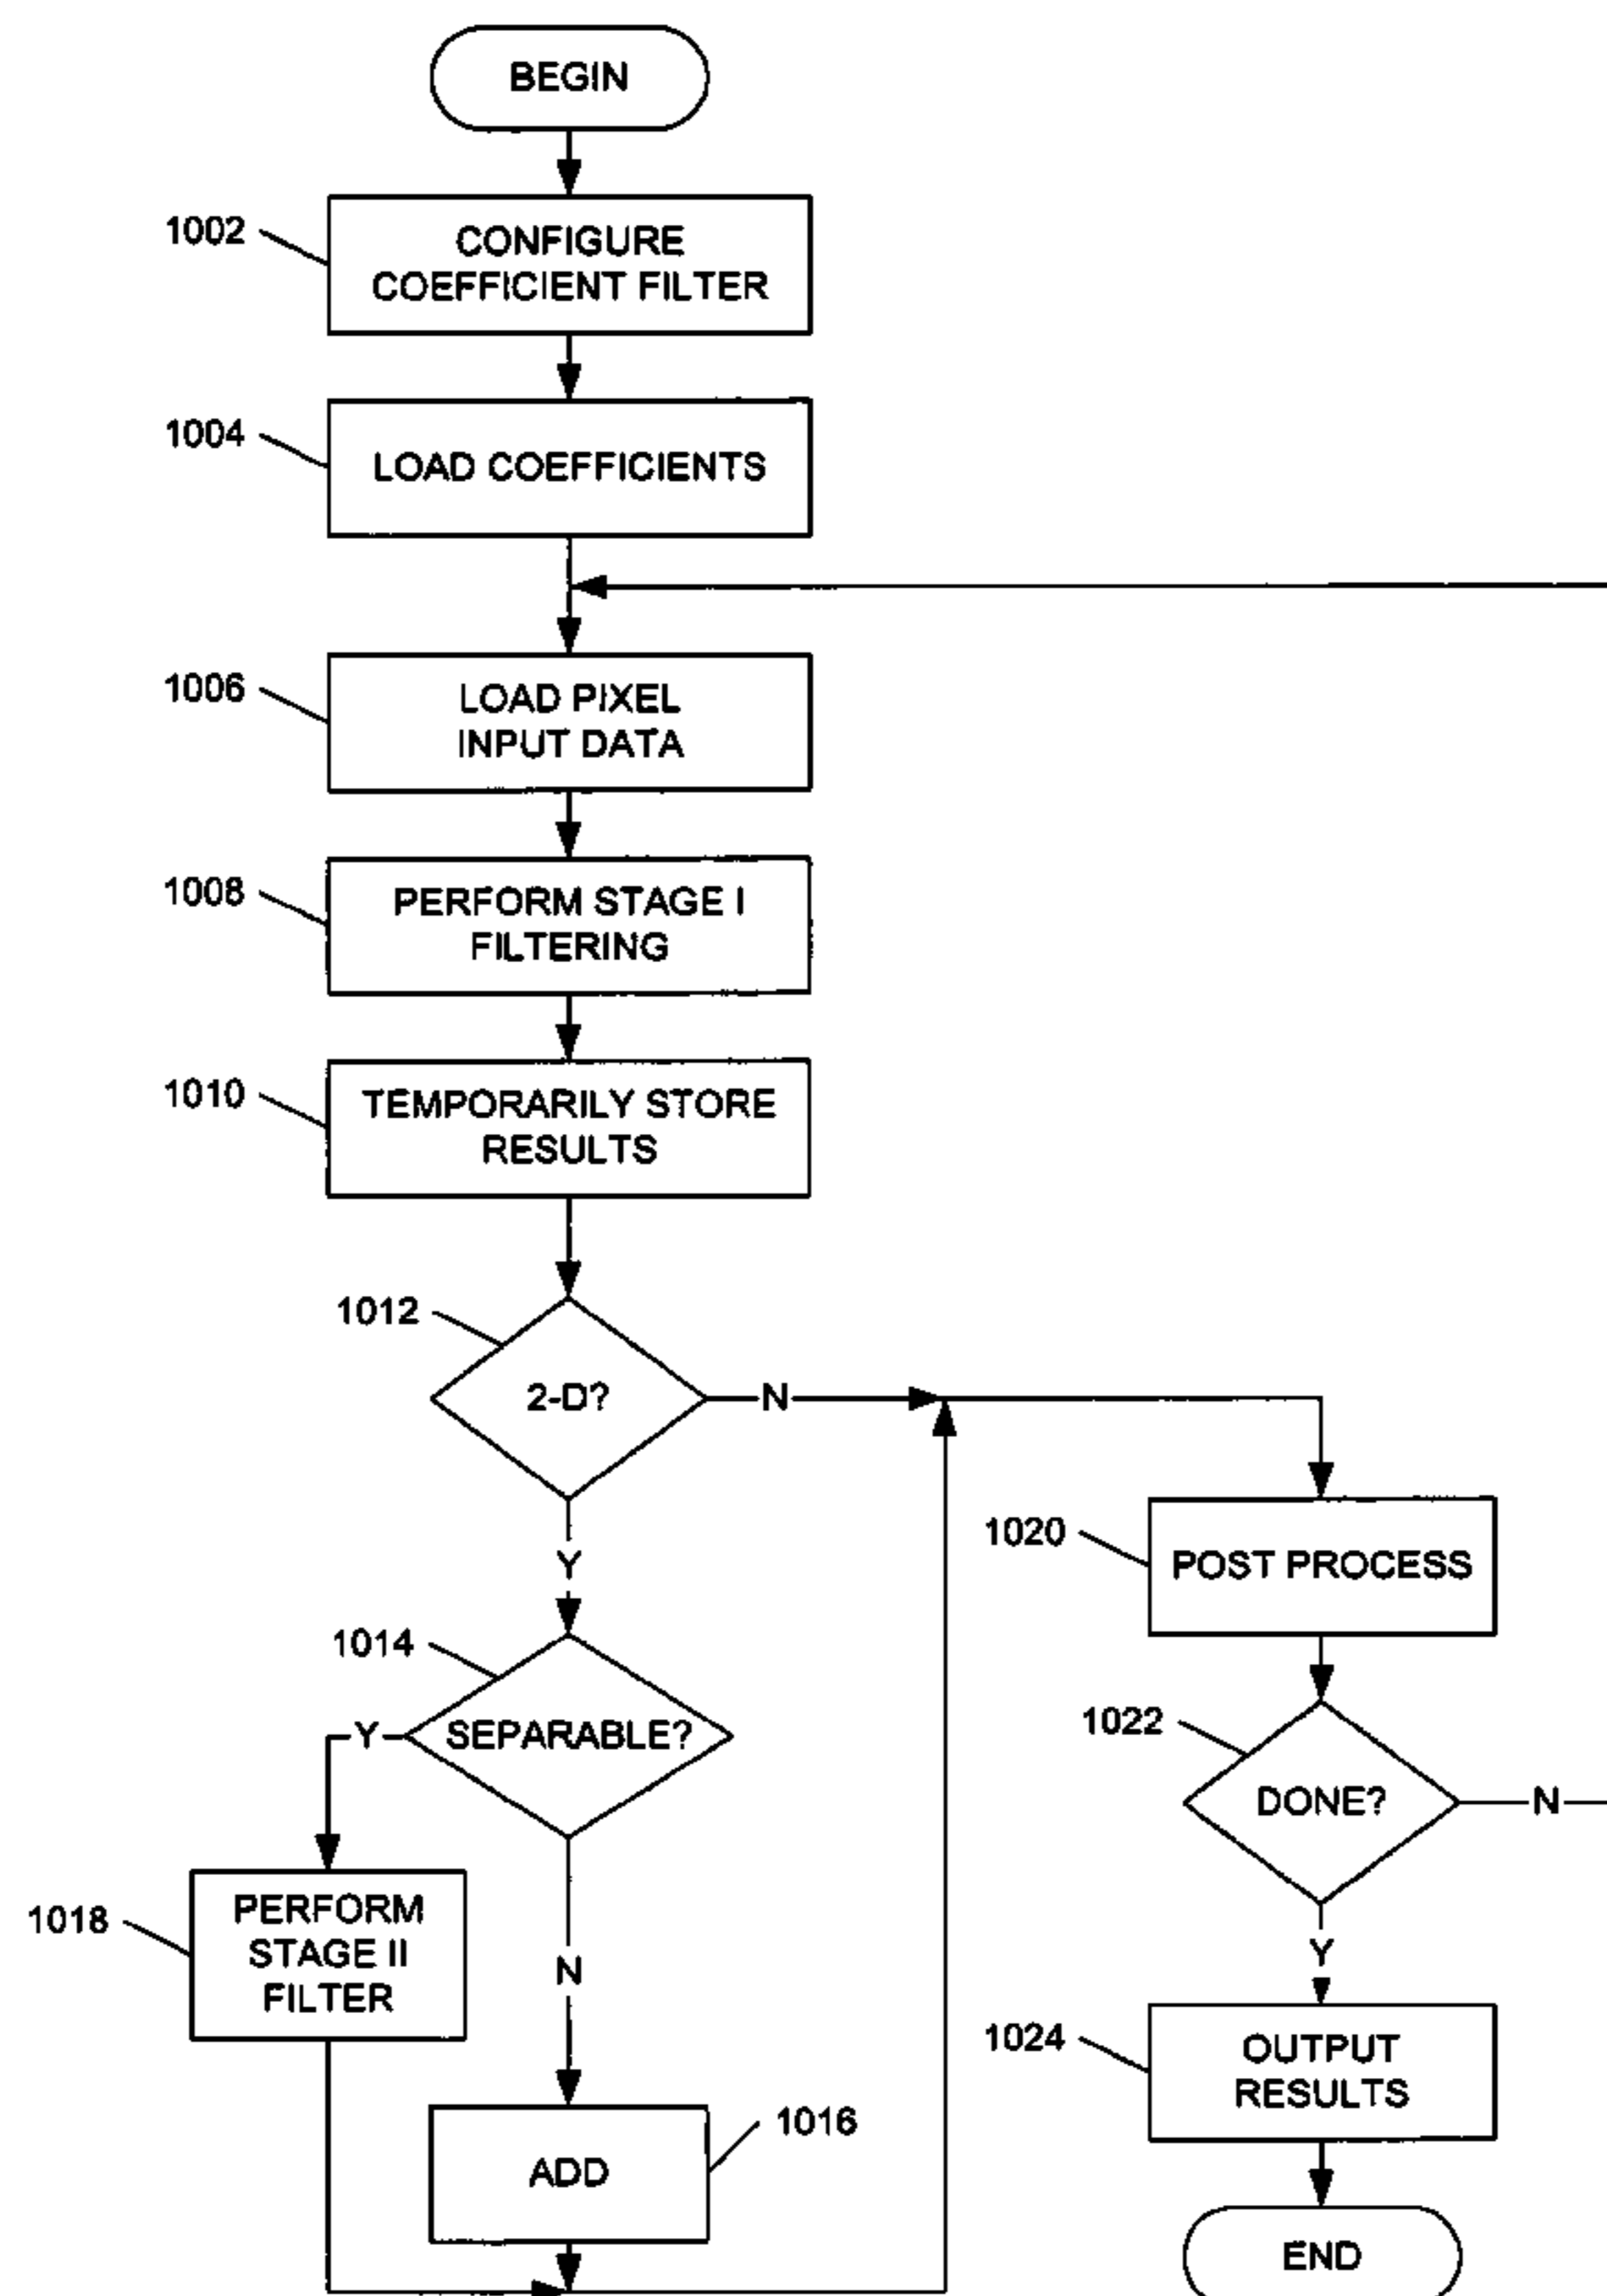 BEGIN
1002
CONFIGURE
COEFFICIENT FILTER
1004
LOAD COEFFICIENTS
1006
LOAD PIXEL
INPUT DATA
1008
PERFORM STAGE I
FILTERING
1010
TEMPORARILY STORE
RESULTS
1012
2-D?
N
Y
1014
SEPARABLE?
Y
N
1018
PERFORM
STAGE II
FILTER
1016
ADD
1020
POST PROCESS
1022
DONE?
N
Y
1024
OUTPUT
RESULTS
END